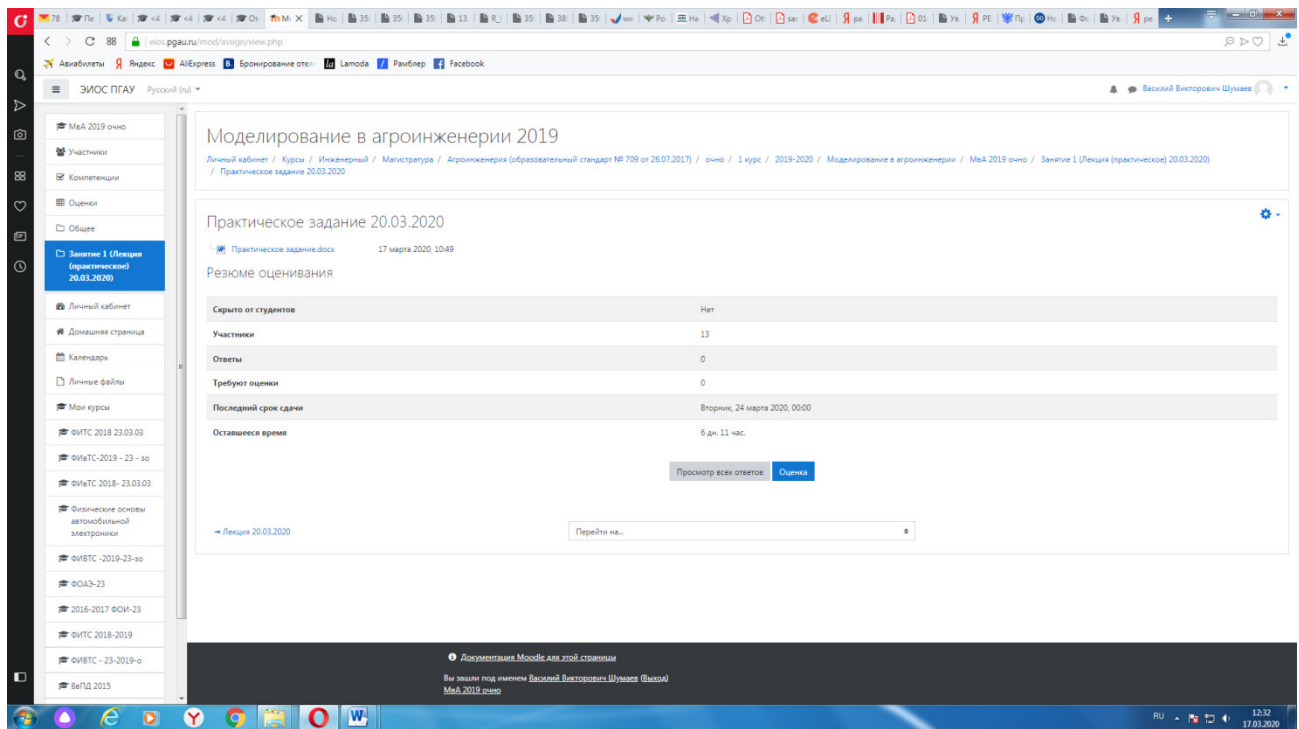 78
eios.pgau.ru/mod/assign/view.php
Авиабилеты Яндекс AliExpress Бронирование отел Lamoda Рамблер Facebook
ЭИОС ПГАУ Русский (ru)
Василий Викторович Шумаев
МвА 2019 очно
Участники
Компетенции
Оценки
Общее
Занятие 1 (Лекция
(практическое)
20.03.2020)
Личный кабинет
Домашняя страница
Календарь
Личные файлы
Мои курсы
ФИТС 2018 23.03.03
ФИвТС-2019 - 23 - зо
ФИвТС 2018- 23.03.03
Физические основы
автомобильной
электроники
ФИВТС -2019-23-зо
ФОАЭ-23
2016-2017 ФОИ-23
ФИТС 2018-2019
ФИВТС - 23-2019-о
ВеПД 2015
Моделирование в агроинженерии 2019
Личный кабинет / Курсы / Инженерный / Магистратура / Агроинженерия (образовательный стандарт № 709 от 26.07.2017) / очно / 1 курс / 2019-2020 / Моделирование в агроинженерии / МвА 2019 очно / Занятие 1 (Лекция (практическое) 20.03.2020)
/ Практическое задание 20.03.2020
Практическое задание 20.03.2020
Практическое задание.docx 17 марта 2020, 10:49
Резюме оценивания
Скрыто от студентов Нет
Участники 13
Ответы 0
Требуют оценки 0
Последний срок сдачи Вторник, 24 марта 2020, 00:00
Оставшееся время 6 дн. 11 час.
Просмотр всех ответов Оценка
→ Лекция 20.03.2020 Перейти на...
Документация Moodle для этой страницы
Вы зашли под именем Василий Викторович Шумаев (Выход)
МвА 2019 очно
RU 12:32
17.03.2020